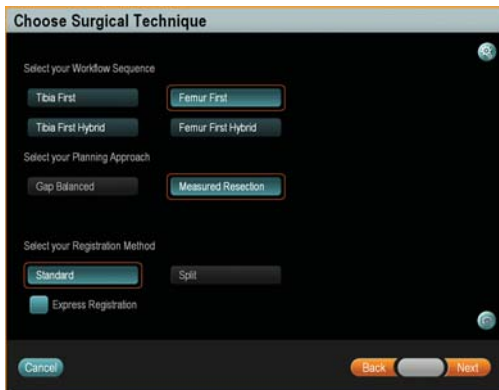 Choose Surgical Technique
Select your Workflow Sequence
Tibia First
Femur First
Tibia First Hybrid
Femur First Hybrid
Select your Planning Approach
Gap Balanced
Measured Resection
Select your Registration Method
Standard
Split
Express Registration
Cancel
Back
Next